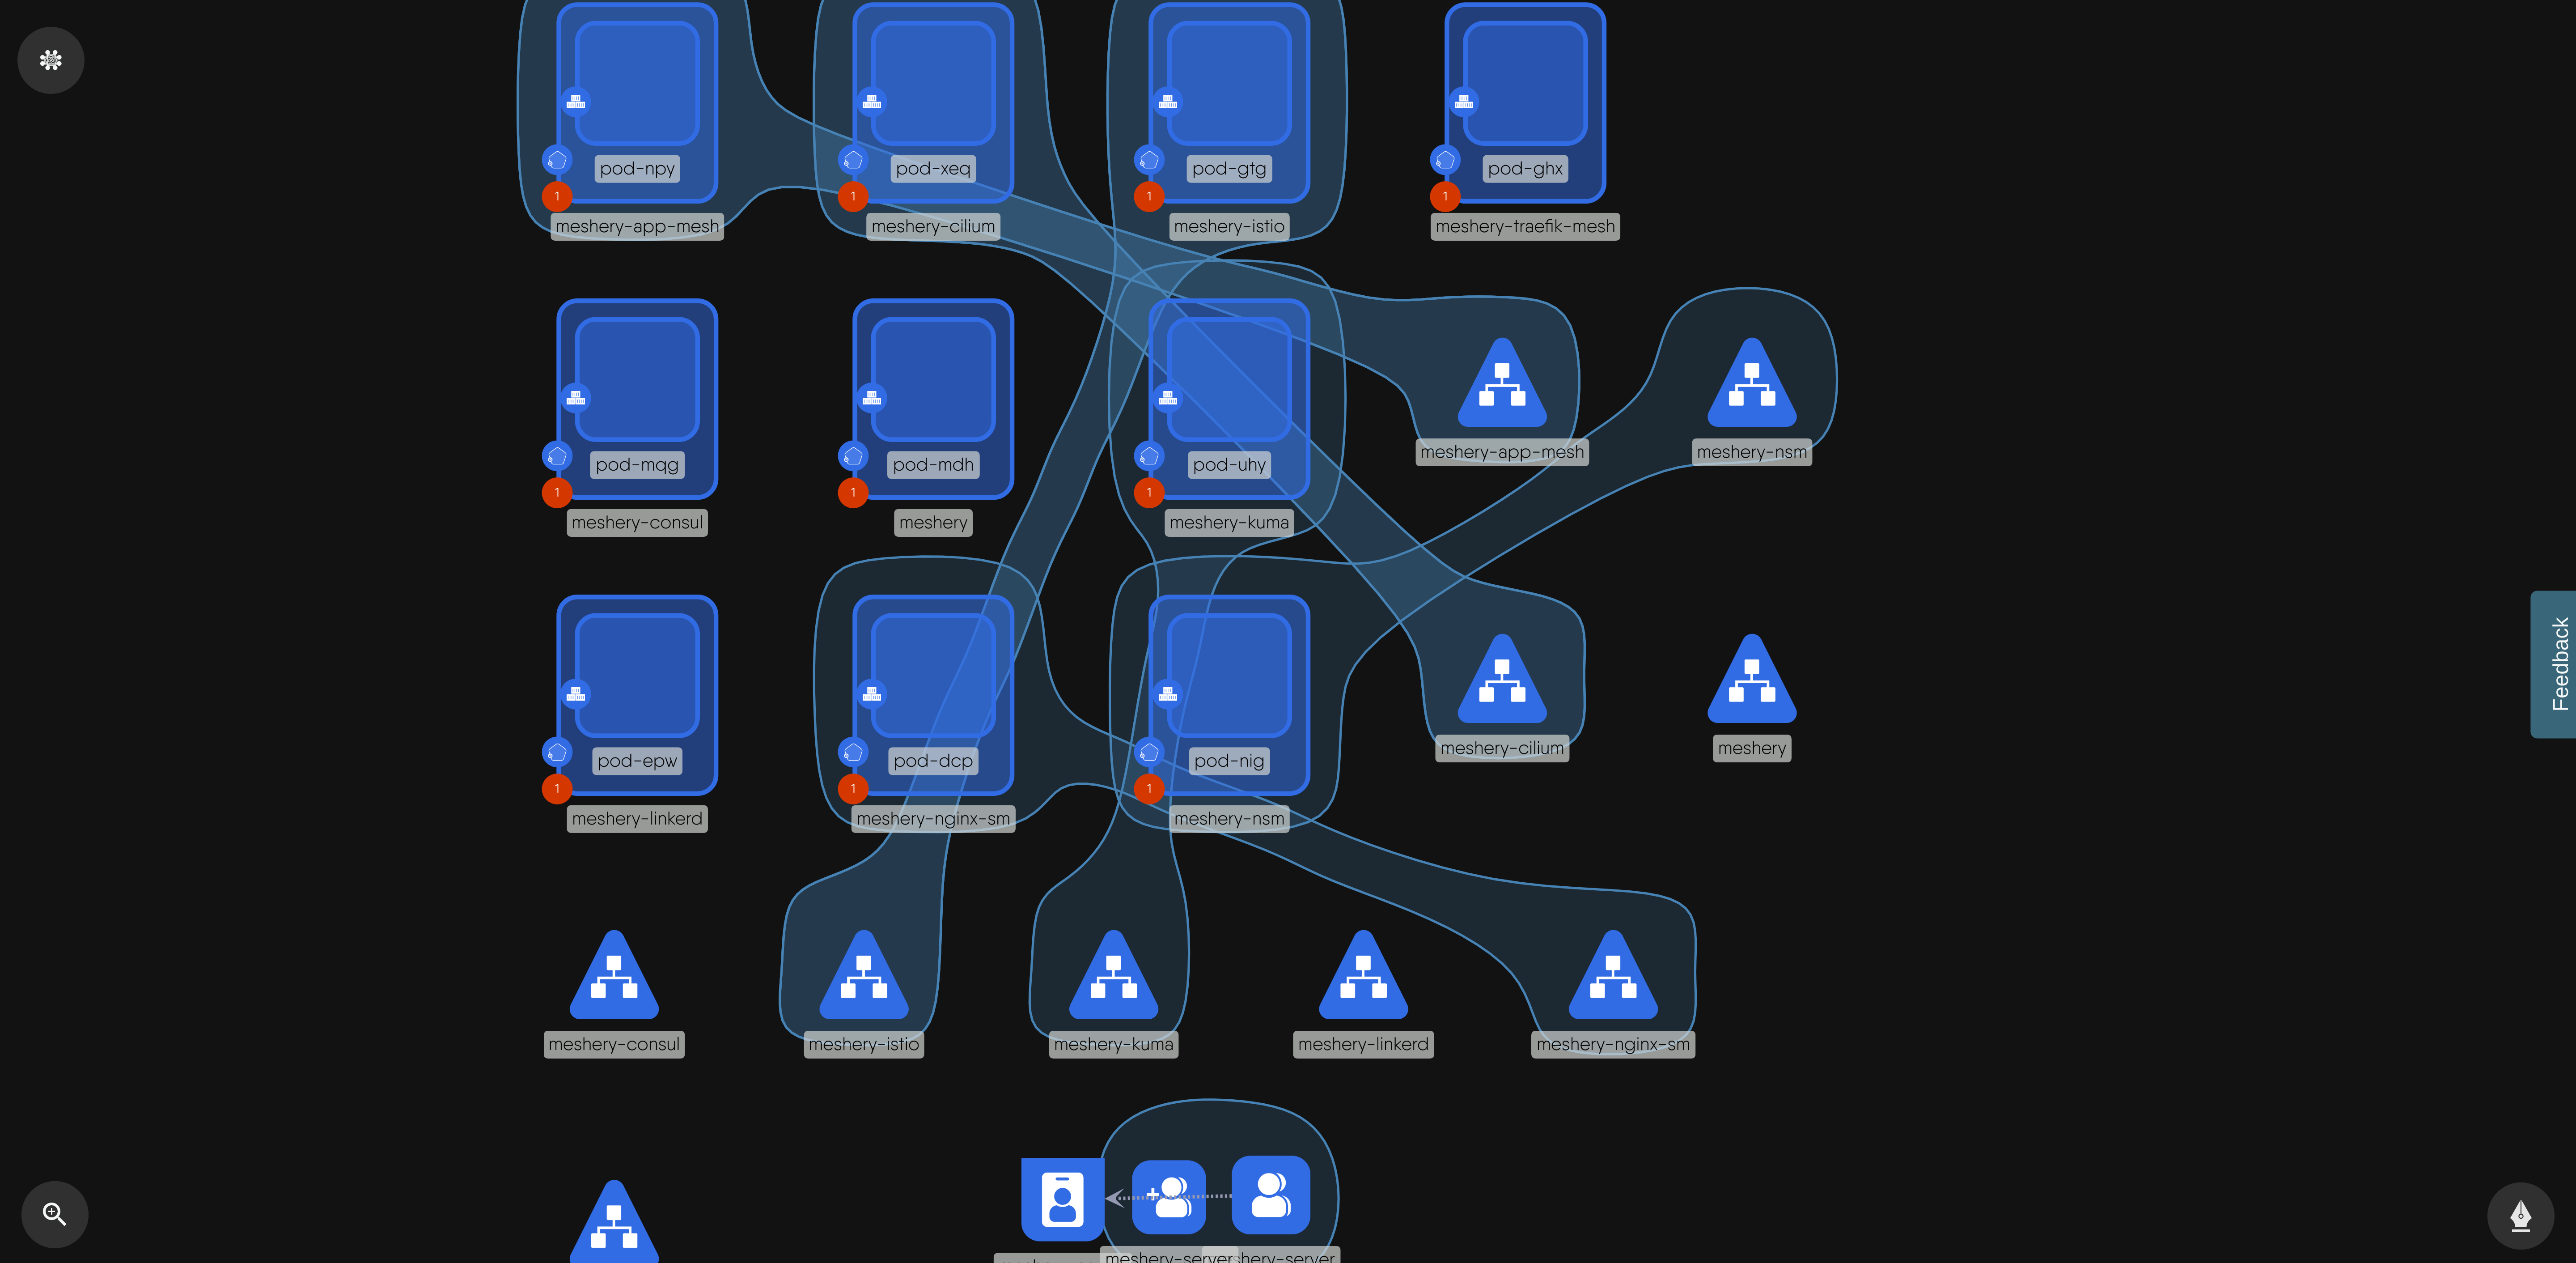 pod-npy
pod-xeq
pod-gtg
pod-ghx
1
1
1
1
meshery-app-mesh
meshery-cilium
meshery-istio
meshery-traefik-mesh
pod-mqg
pod-mdh
pod-uhy
meshery-app-mesh
meshery-nsm
1
1
1
meshery-consul
meshery
meshery-kuma
Feedback
pod-epw
pod-dcp
pod-nig
meshery-cilium
meshery
1
1
1
meshery-linkerd
meshery-nginx-sm
meshery-nsm
meshery-consul
meshery-istio
meshery-kuma
meshery-linkerd
meshery-nginx-sm
meshery-server